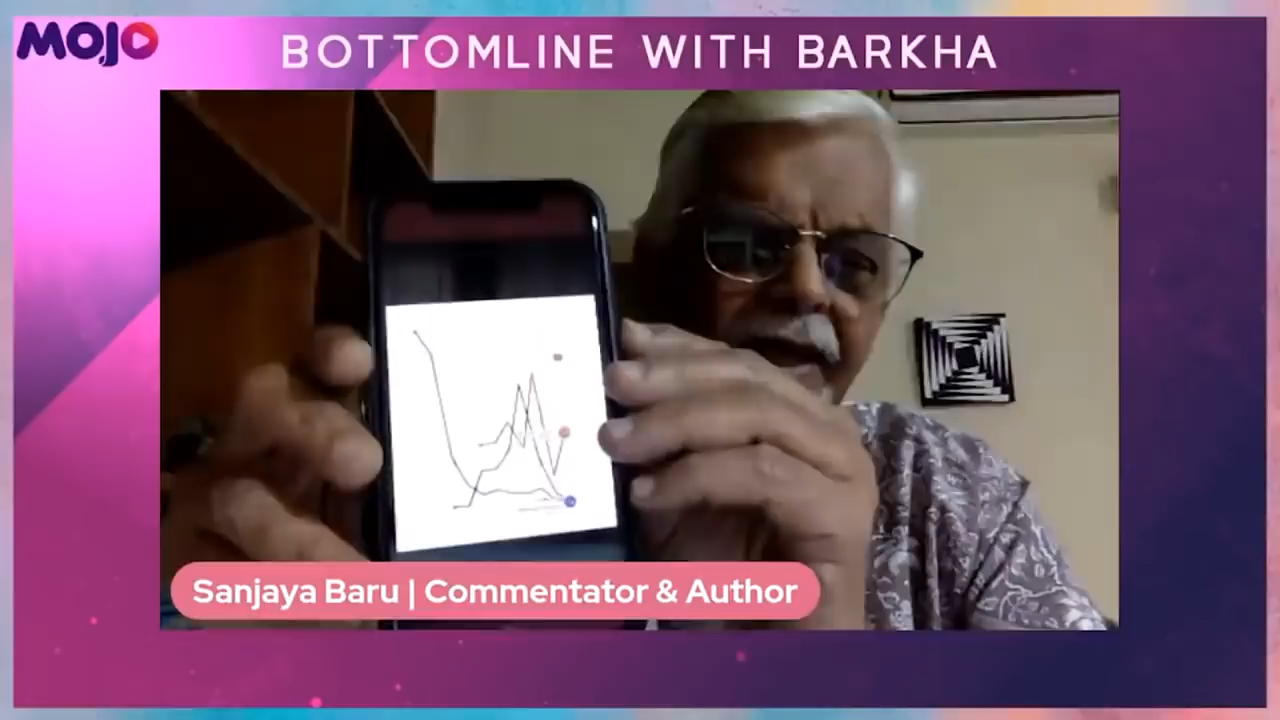 MOJO
BOTTOMLINE WITH BARKHA
Sanjaya Baru | Commentator & Author